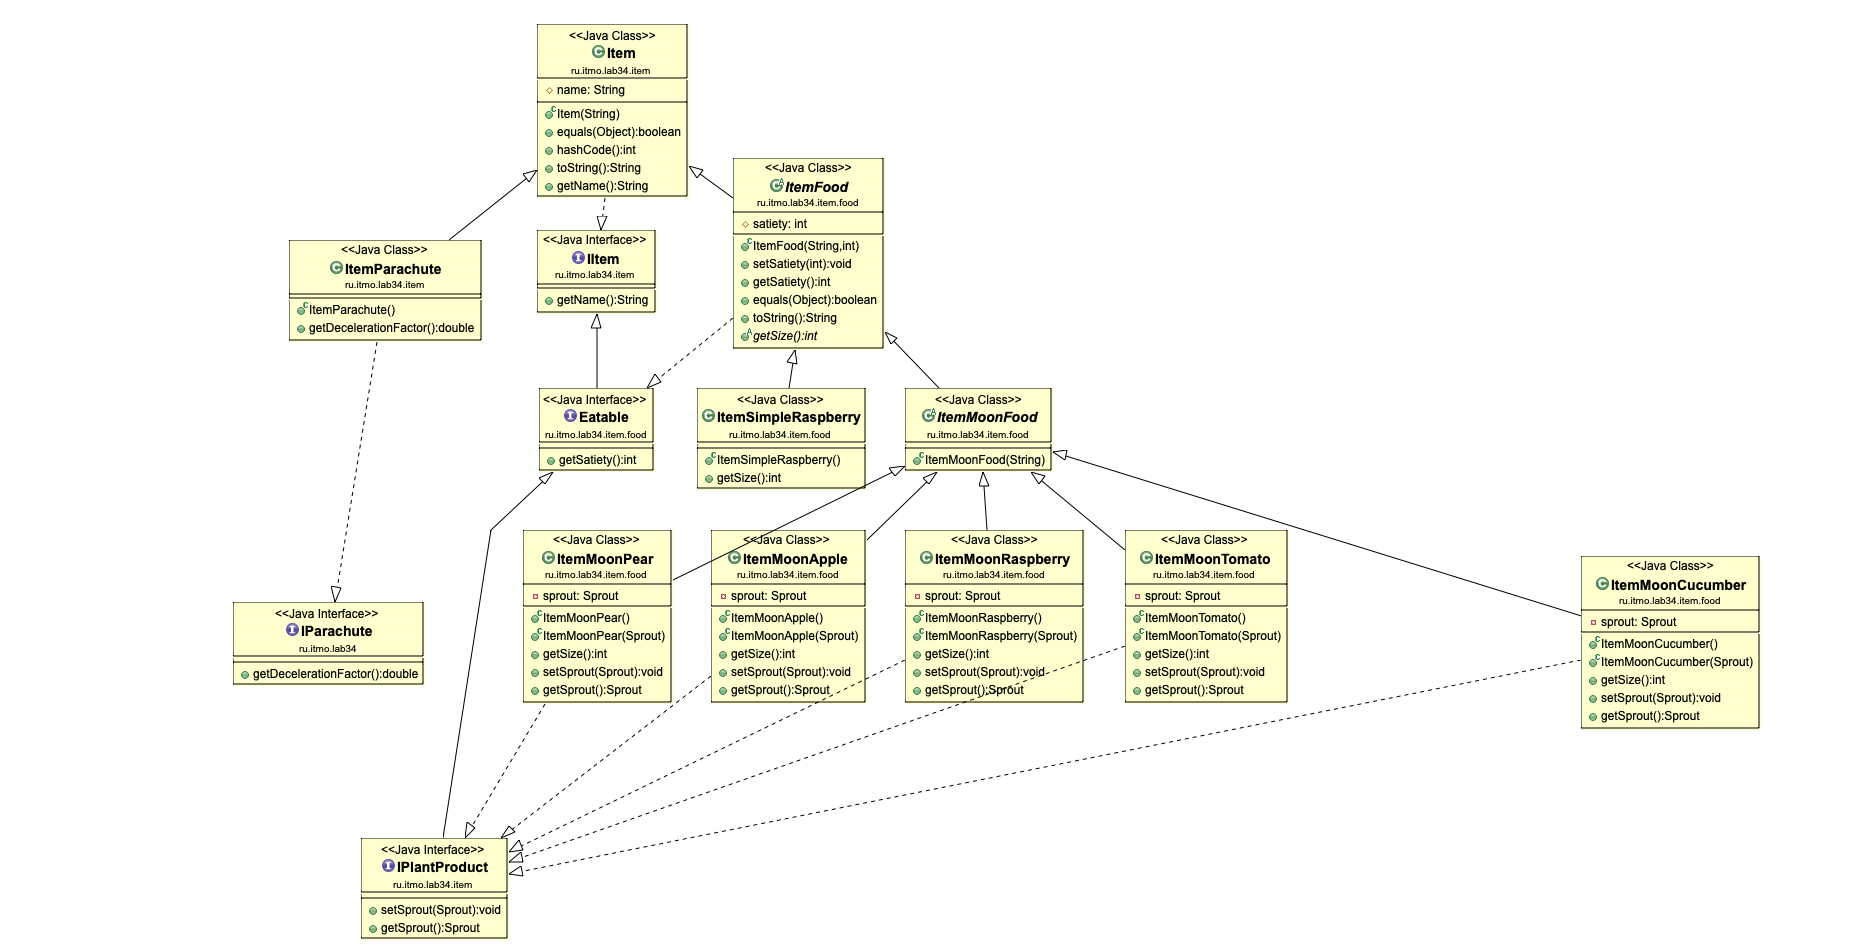 <<Java Class>>
Item
ru.itmo.lab34.item
name: String
Item(String)
equals(Object):boolean
hashCode():int
toString():String
getName():String
<<Java Class>>
ItemFood
ru.itmo.lab34.item.food
satiety: int
ItemFood(String,int)
setSatiety(int):void
getSatiety():int
equals(Object):boolean
toString():String
getSize():int
<<Java Class>>
ItemParachute
ru.itmo.lab34.item
ItemParachute()
getDecelerationFactor():double
<<Java Interface>>
IItem
ru.itmo.lab34.item
getName():String
<<Java Interface>>
Eatable
ru.itmo.lab34.item.food
getSatiety():int
<<Java Class>>
ItemSimpleRaspberry
ru.itmo.lab34.item.food
ItemSimpleRaspberry()
getSize():int
<<Java Class>>
ItemMoonFood
ru.itmo.lab34.item.food
ItemMoonFood(String)
<<Java Class>>
ItemMoonPear
ru.itmo.lab34.item.food
sprout: Sprout
ItemMoonPear()
ItemMoonPear(Sprout)
getSize():int
setSprout(Sprout):void
getSprout():Sprout
<<Java Class>>
ItemMoonApple
ru.itmo.lab34.item.food
sprout: Sprout
ItemMoonApple()
ItemMoonApple(Sprout)
getSize():int
setSprout(Sprout):void
getSprout():Sprout
<<Java Class>>
ItemMoonRaspberry
ru.itmo.lab34.item.food
sprout: Sprout
ItemMoonRaspberry()
ItemMoonRaspberry(Sprout)
getSize():int
setSprout(Sprout):void
getSprout():Sprout
<<Java Class>>
ItemMoonTomato
ru.itmo.lab34.item.food
sprout: Sprout
ItemMoonTomato()
ItemMoonTomato(Sprout)
getSize():int
setSprout(Sprout):void
getSprout():Sprout
<<Java Class>>
ItemMoonCucumber
ru.itmo.lab34.item.food
sprout: Sprout
ItemMoonCucumber()
ItemMoonCucumber(Sprout)
getSize():int
setSprout(Sprout):void
getSprout():Sprout
<<Java Interface>>
IParachute
ru.itmo.lab34
getDecelerationFactor():double
<<Java Interface>>
IPlantProduct
ru.itmo.lab34.item
setSprout(Sprout):void
getSprout():Sprout